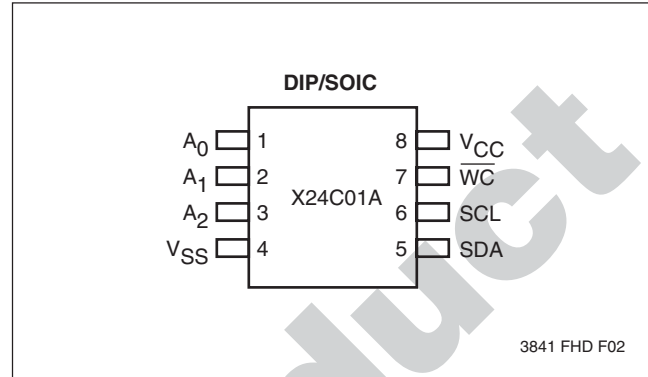 DIP/SOIC
A0 1 8 VCC
A1 2 7 WC
X24C01A
A2 3 6 SCL
VSS 4 5 SDA
3841 FHD F02
duct